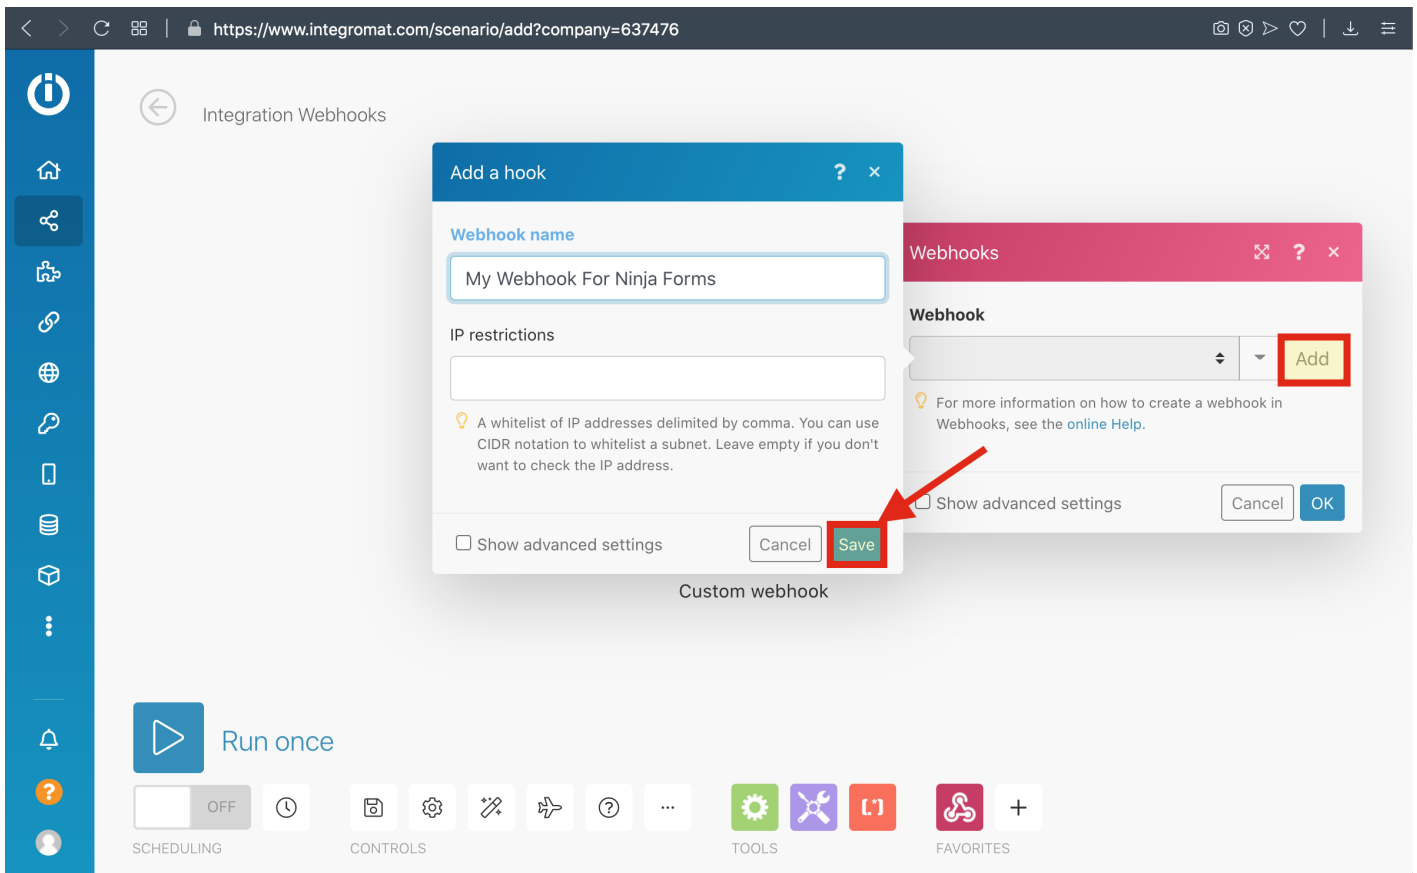 https://www.integromat.com/scenario/add?company=637476
Integration Webhooks
Add a hook
?
Webhook name
My Webhook For Ninja Forms
IP restrictions
A whitelist of IP addresses delimited by comma. You can use
CIDR notation to whitelist a subnet. Leave empty if you don't
want to check the IP address.
Show advanced settings
Cancel
Save
Webhooks
?
Webhook
Add
For more information on how to create a webhook in
Webhooks, see the online Help.
Show advanced settings
Cancel
OK
Custom webhook
Run once
OFF
SCHEDULING
CONTROLS
TOOLS
FAVORITES